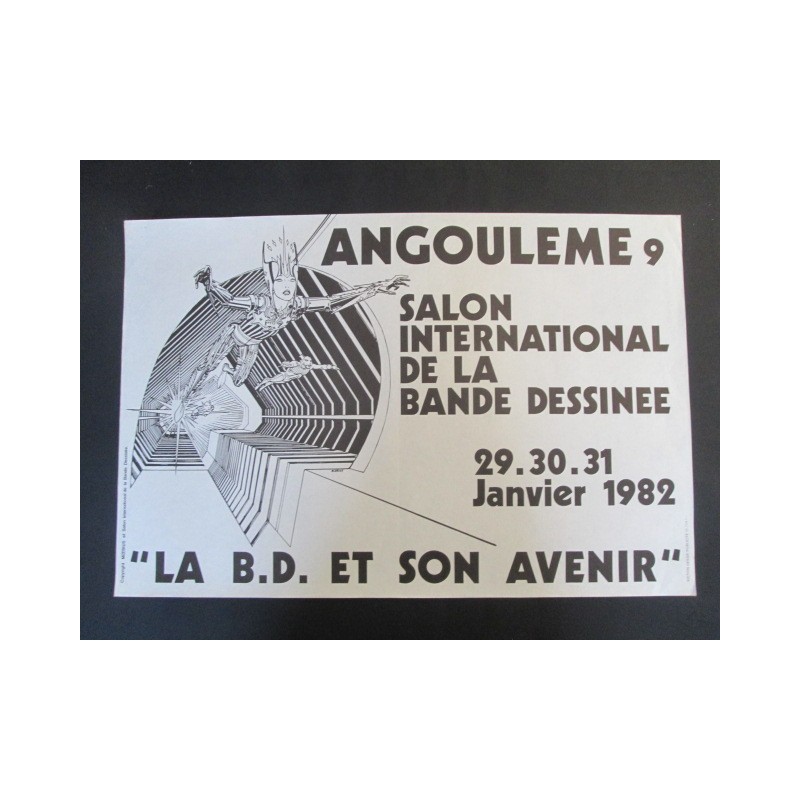 ANGOULEME 9
SALON
INTERNATIONAL
DE LA
BANDE DESSINEE
29.30.31
Janvier 1982
"LA B.D. ET SON AVENIR"